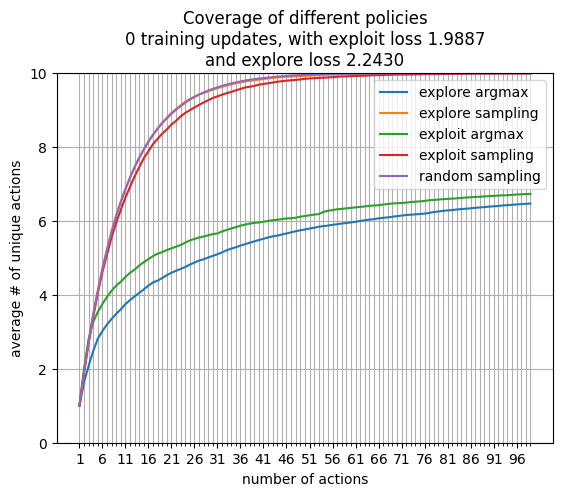 Coverage of different policies
0 training updates, with exploit loss 1.9887
and explore loss 2.2430
10
8
6
4
2
0
average # of unique actions
explore argmax
explore sampling
exploit argmax
exploit sampling
random sampling
1 6 11 16 21 26 31 36 41 46 51 56 61 66 71 76 81 86 91 96
number of actions